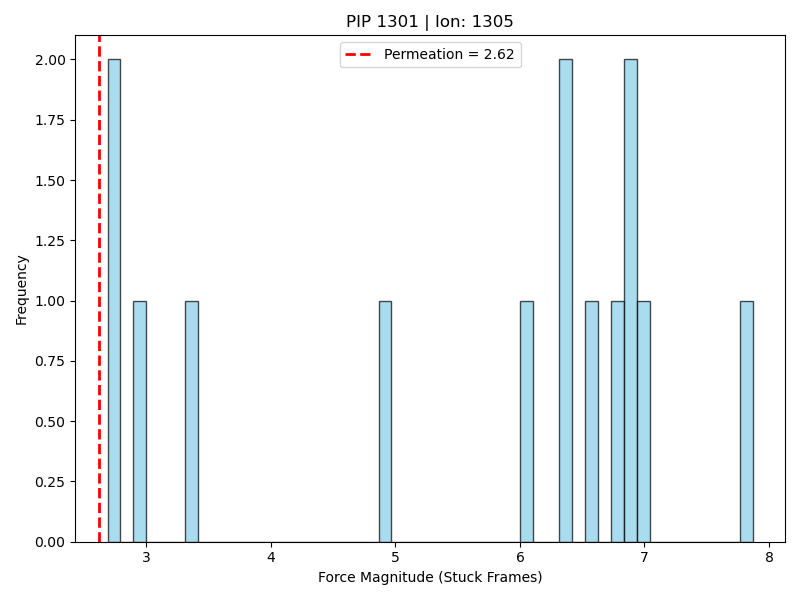 PIP 1301 | Ion: 1305
Permeation = 2.62
2.00
1.75
1.50
1.25
1.00
0.75
0.50
0.25
0.00
Frequency
3 4 5 6 7 8
Force Magnitude (Stuck Frames)